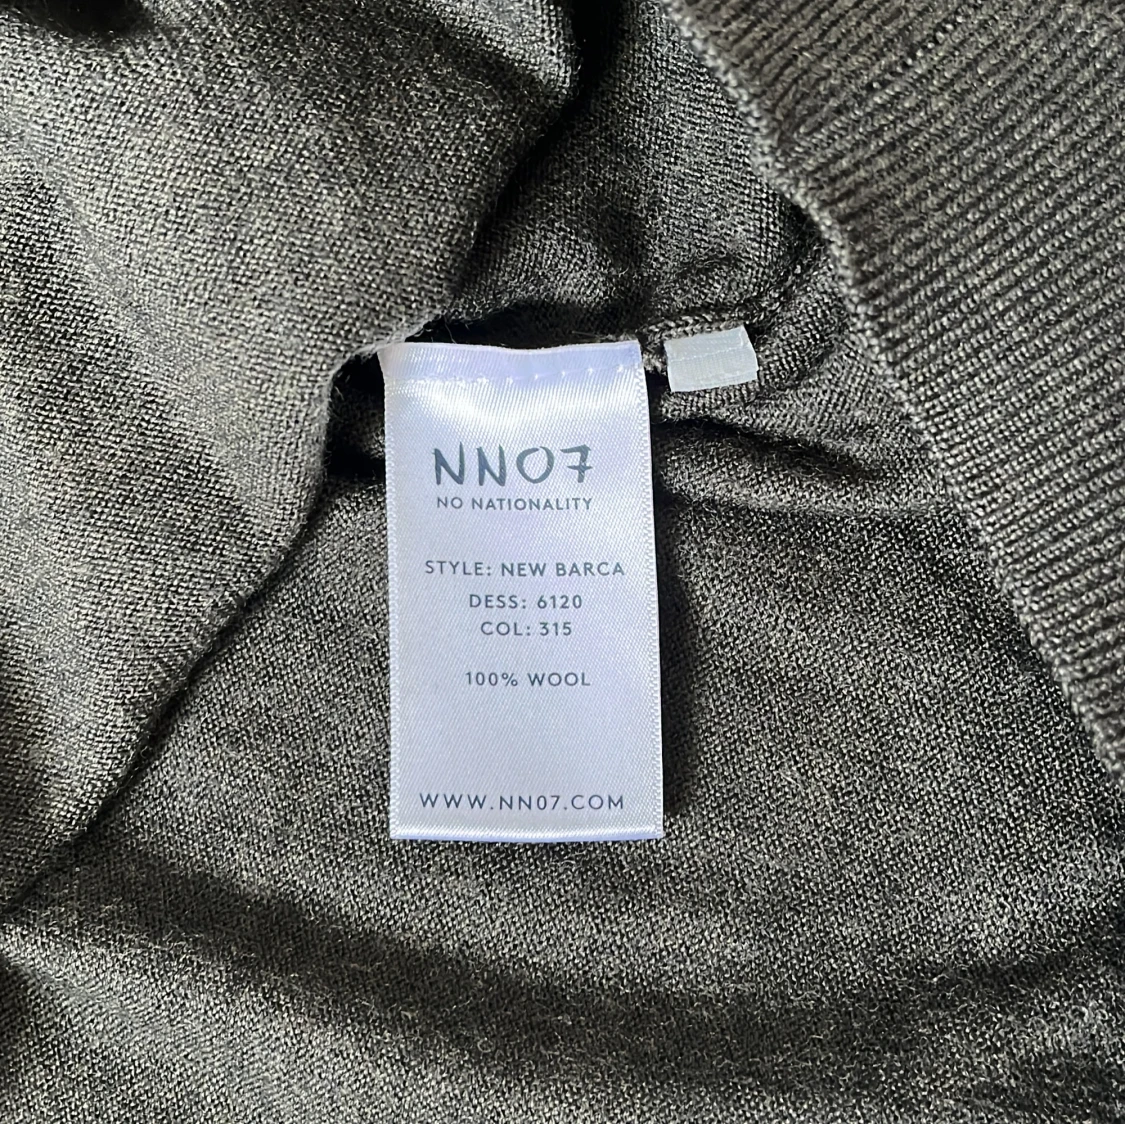 NN07
NO NATIONALITY
STYLE: NEW BARCA
DESS: 6120
COL: 315
100% WOOL
WWW.NN07.COM